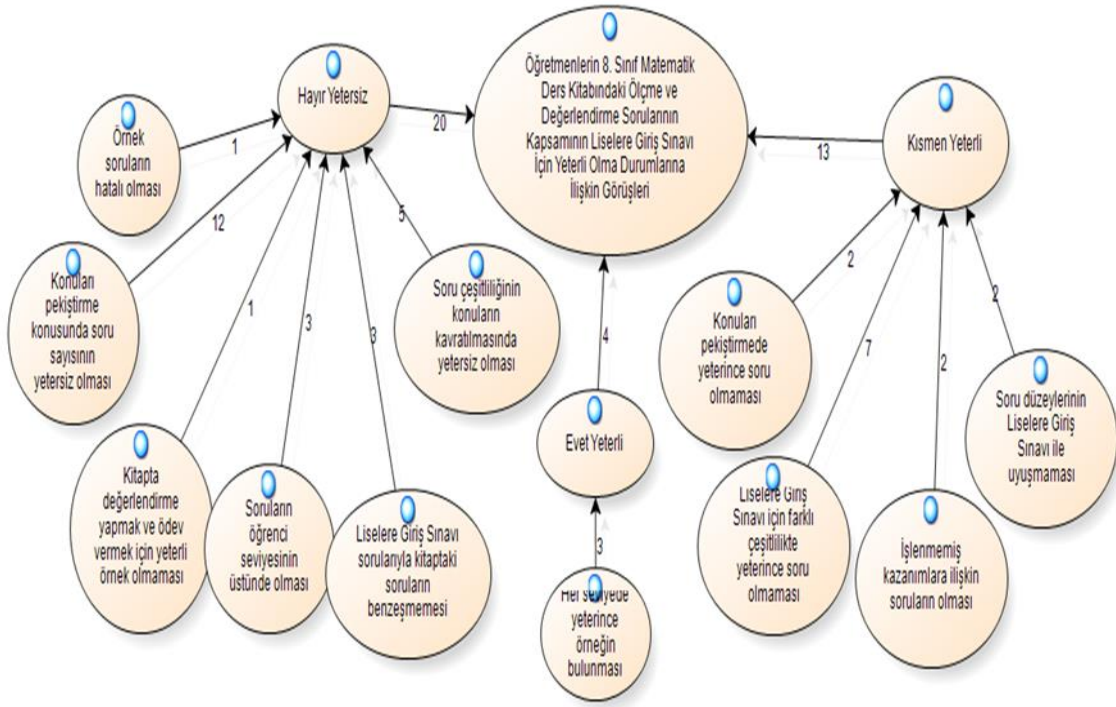 Öğretmenlerin 8. Sınıf Matematik
Ders Kitabındaki Ölçme ve
Değerlendirme Sorularının
Kapsamının Liselere Giriş Sınavı
İçin Yeterli Olma Durumlarına
İlişkin Görüşleri
Hayır Yetersiz
20
Örnek
soruların
hatalı olması
1
Konuları
pekiştirme
konusunda soru
sayısının
yetersiz olması
12
Kitapta
değerlendirme
yapmak ve ödev
vermek için yeterli
örnek olmaması
1
Soruların
öğrenci
seviyesinin
üstünde olması
3
Liselere Giriş Sınavı
sorularıyla kitaptaki
soruların
benzeşmemesi
3
Soru çeşitliliğinin
konuların
kavratılmasında
yetersiz olması
5
Evet Yeterli
4
Her seviyede
yeterince
örneğin
bulunması
3
Kısmen Yeterli
13
Konuları
pekiştirmede
yeterince soru
olmaması
2
Liselere Giriş
Sınavı için farklı
çeşitlilikte
yeterince soru
olmaması
7
İşlenmemiş
kazanımlara ilişkin
soruların olması
2
Soru düzeylerinin
Liselere Giriş
Sınavı ile
uyuşmaması
2